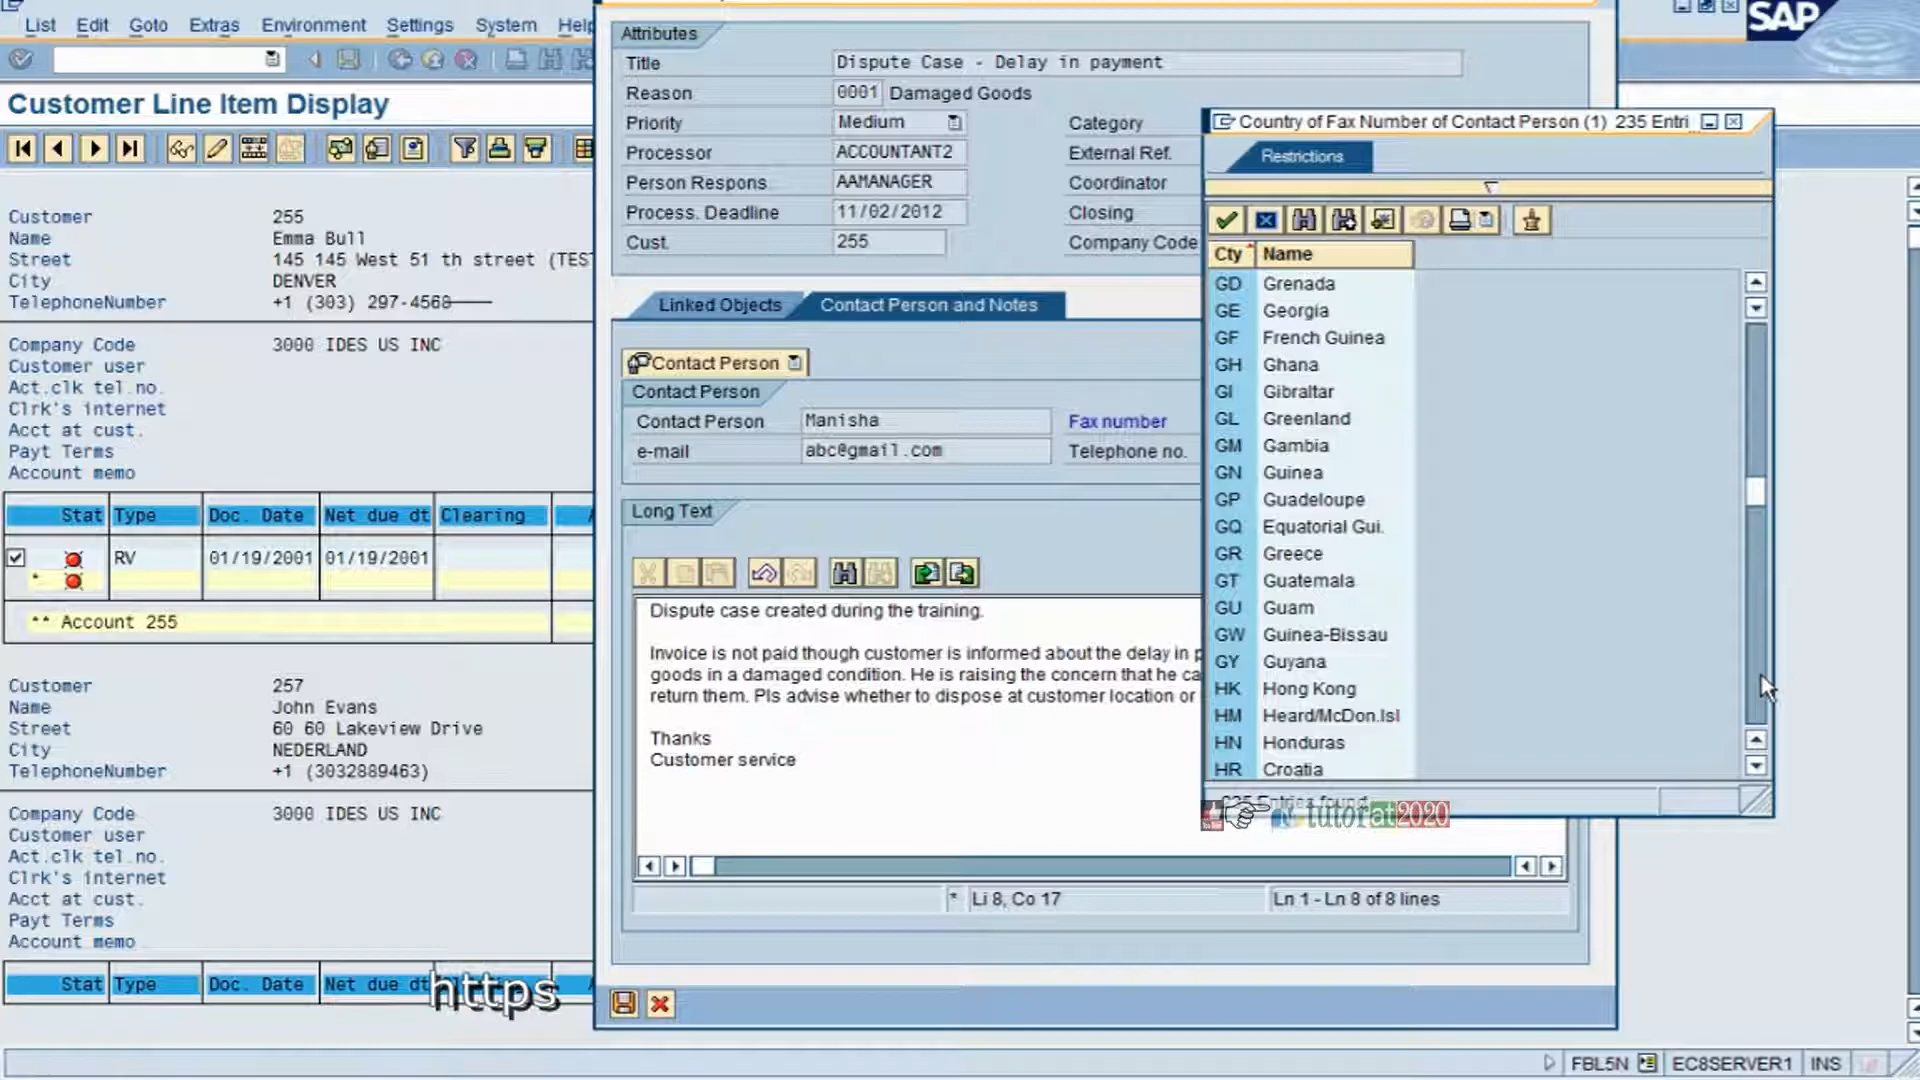 List Edit Goto Extras Environment Settings System Help
SAP
Customer Line Item Display
Customer 255
Name Emma Bull
Street 145 145 West 51 th street (TES
City DENVER
TelephoneNumber +1 (303) 297-4568
Company Code 3000 IDES US INC
Customer user
Act.clk tel.no.
Clrk's internet
Acct at cust.
Payt Terms
Account memo
Stat Type Doc. Date Net due dt Clearing
RV 01/19/2001 01/19/2001
*
** Account 255
Customer 257
Name John Evans
Street 60 60 Lakeview Drive
City NEDERLAND
TelephoneNumber +1 (3032889463)
Company Code 3000 IDES US INC
Customer user
Act.clk tel.no.
Clrk's internet
Acct at cust.
Payt Terms
Account memo
Stat Type Doc. Date Net due dt
https
Attributes
Title Dispute Case - Delay in payment
Reason 0001 Damaged Goods
Priority Medium Category
Processor ACCOUNTANT2 External Ref.
Person Respons. AAMANAGER Coordinator
Process. Deadline 11/02/2012 Closing
Cust. 255 Company Code
Linked Objects Contact Person and Notes
Contact Person
Contact Person
Contact Person Manisha Fax number
e-mail abc@gmail.com Telephone no.
Long Text
Dispute case created during the training.
Invoice is not paid though customer is informed about the delay in p
goods in a damaged condition. He is raising the concern that he ca
return them. Pls advise whether to dispose at customer location or
Thanks
Customer service
* Li 8, Co 17 Ln 1 - Ln 8 of 8 lines
Country of Fax Number of Contact Person (1) 235 Entri
Restrictions
Cty Name
GD Grenada
GE Georgia
GF French Guinea
GH Ghana
GI Gibraltar
GL Greenland
GM Gambia
GN Guinea
GP Guadeloupe
GQ Equatorial Gui.
GR Greece
GT Guatemala
GU Guam
GW Guinea-Bissau
GY Guyana
HK Hong Kong
HM Heard/McDon.Isl
HN Honduras
HR Croatia
235 Entries found
tutorat2020
FBL5N EC8SERVER1 INS